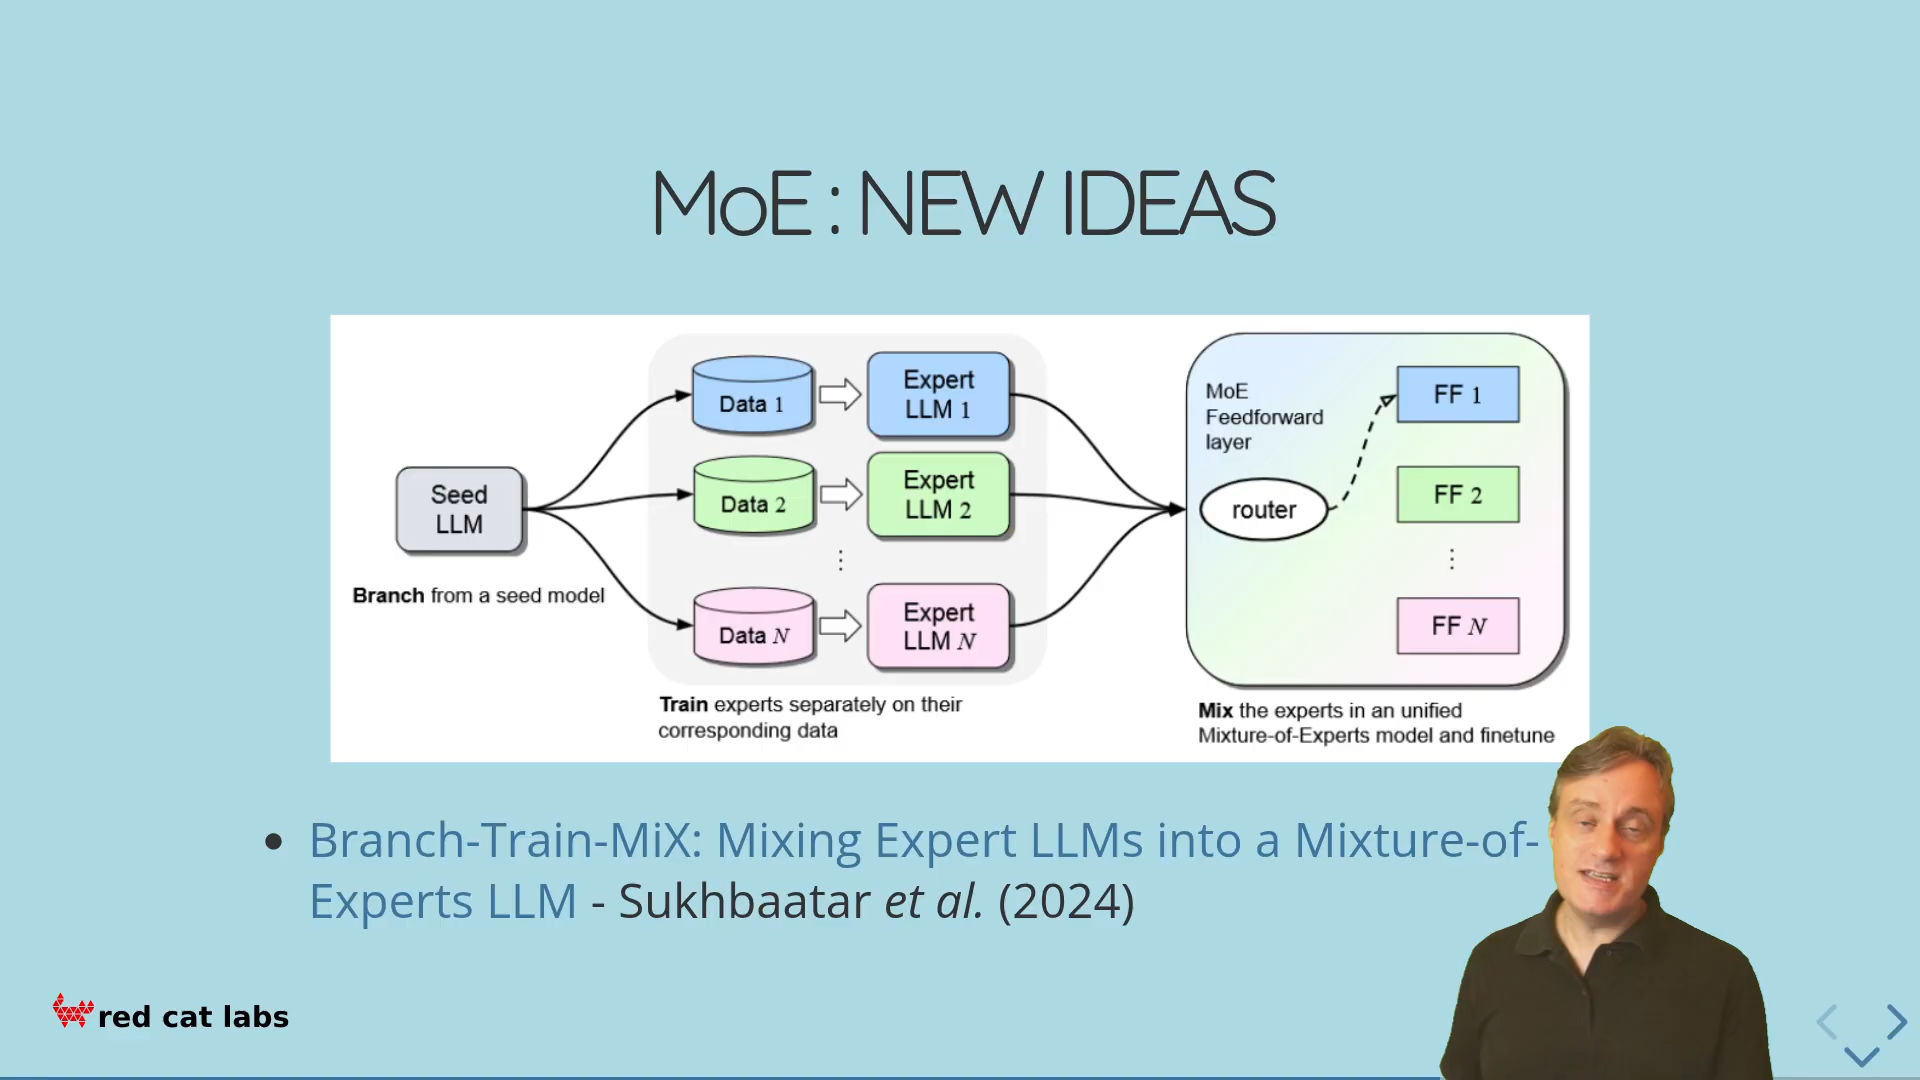 MoE : NEW IDEAS
Seed
LLM
Branch from a seed model
Data 1
Expert
LLM 1
Data 2
Expert
LLM 2
⋮
Data N
Expert
LLM N
Train experts separately on their
corresponding data
MoE
Feedforward
layer
router
FF 1
FF 2
⋮
FF N
Mix the experts in an unified
Mixture-of-Experts model and finetune
• Branch-Train-MiX: Mixing Expert LLMs into a Mixture-of-
Experts LLM - Sukhbaatar et al. (2024)
red cat labs